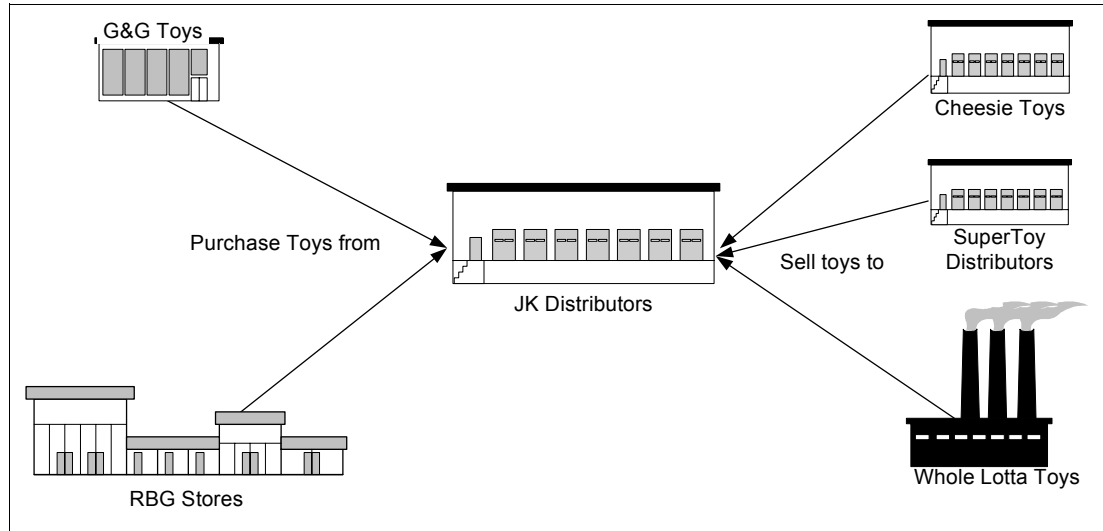 G&G Toys
Cheesie Toys
Purchase Toys from
SuperToy
Distributors
Sell toys to
JK Distributors
Whole Lotta Toys
RBG Stores